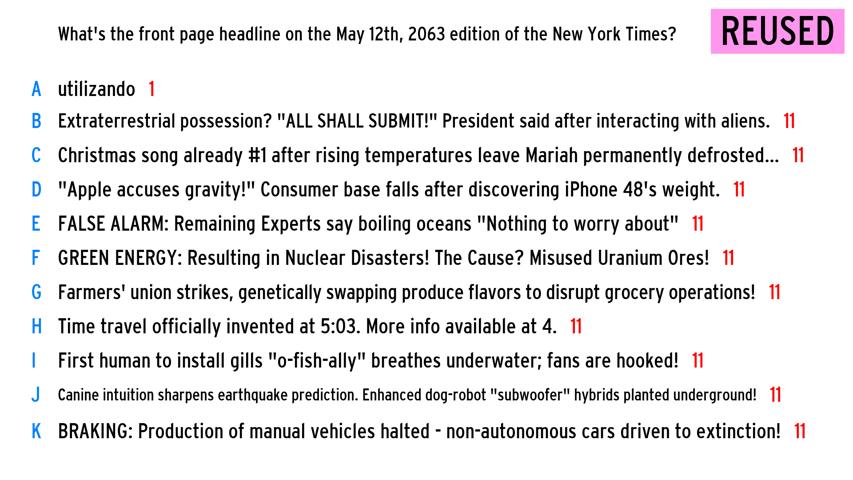 What's the front page headline on the May 12th, 2063 edition of the New York Times?
REUSED
A utilizando 1
B Extraterrestrial possession? "ALL SHALL SUBMIT!" President said after interacting with aliens. 11
C Christmas song already #1 after rising temperatures leave Mariah permanently defrosted... 11
D "Apple accuses gravity!" Consumer base falls after discovering iPhone 48's weight. 11
E FALSE ALARM: Remaining Experts say boiling oceans "Nothing to worry about" 11
F GREEN ENERGY: Resulting in Nuclear Disasters! The Cause? Misused Uranium Ores! 11
G Farmers' union strikes, genetically swapping produce flavors to disrupt grocery operations! 11
H Time travel officially invented at 5:03. More info available at 4. 11
I First human to install gills "o-fish-ally" breathes underwater; fans are hooked! 11
J Canine intuition sharpens earthquake prediction. Enhanced dog-robot "subwoofer" hybrids planted underground! 11
K BRAKING: Production of manual vehicles halted - non-autonomous cars driven to extinction! 11